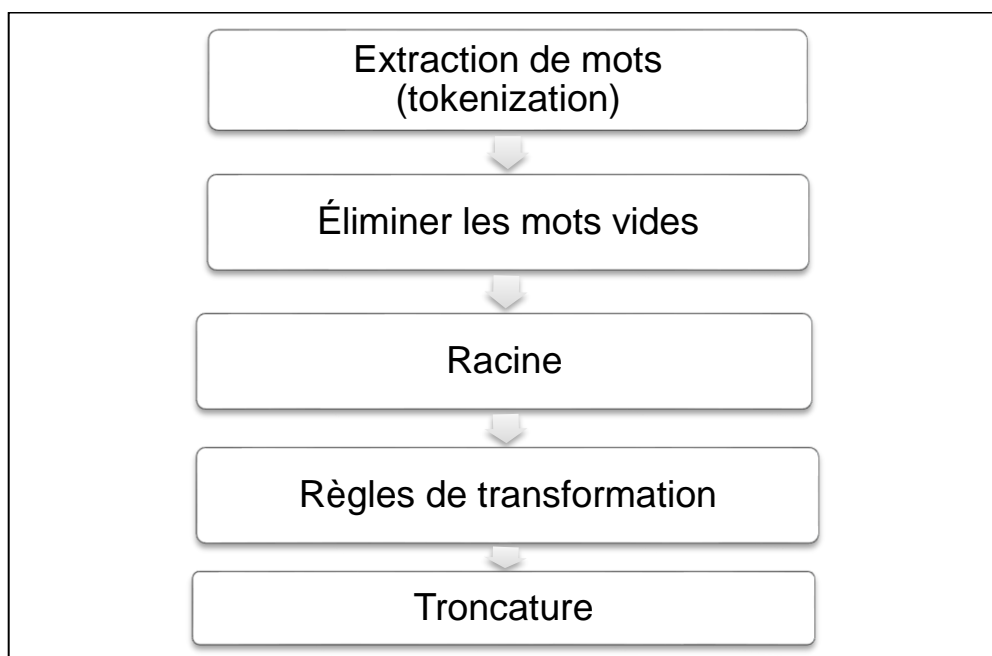 Extraction de mots
(tokenization)
Éliminer les mots vides
Racine
Règles de transformation
Troncature